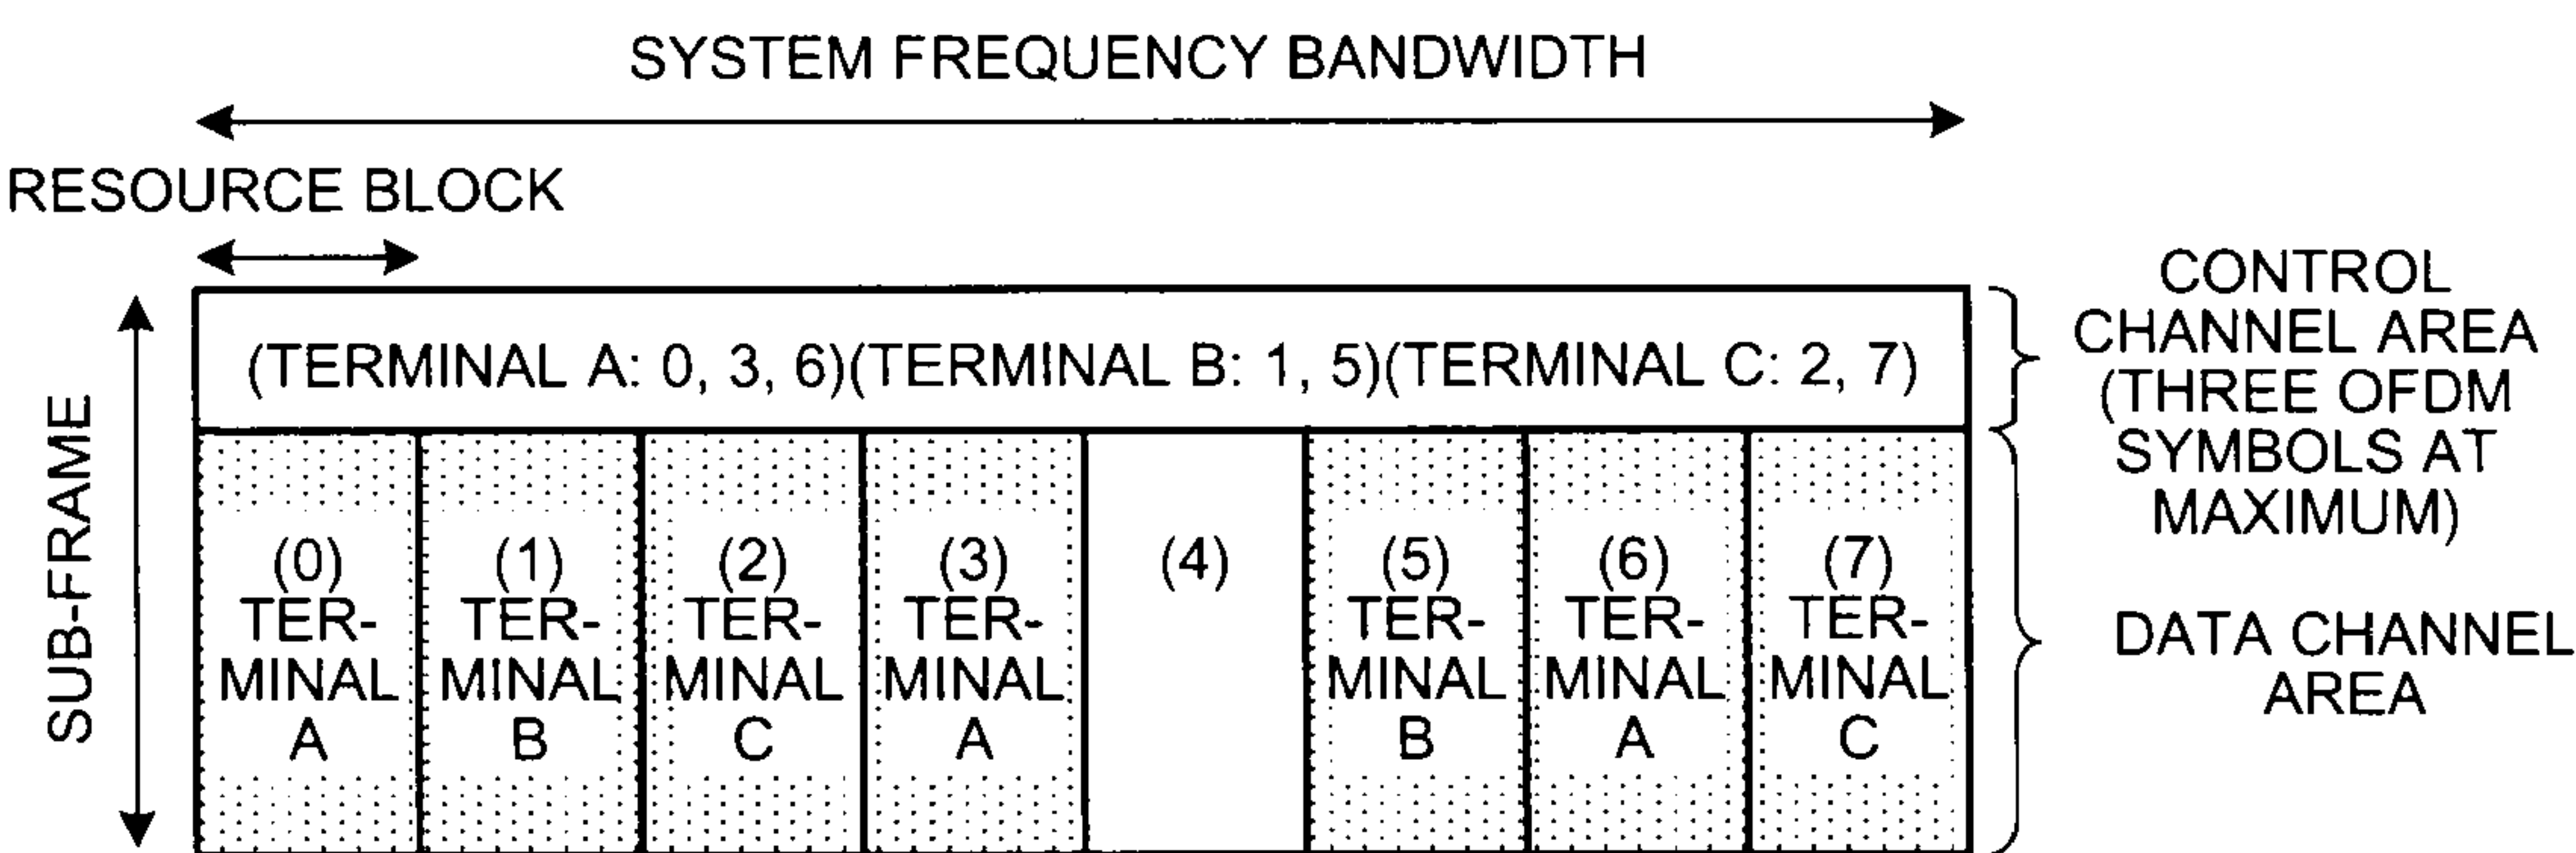 SYSTEM FREQUENCY BANDWIDTH
RESOURCE BLOCK
SUB-FRAME
(TERMINAL A: 0, 3, 6)(TERMINAL B: 1, 5)(TERMINAL C: 2, 7)
CONTROL
CHANNEL AREA
(THREE OFDM
SYMBOLS AT
MAXIMUM)
(0)
TER-
MINAL
A
(1)
TER-
MINAL
B
(2)
TER-
MINAL
C
(3)
TER-
MINAL
A
(4)
(5)
TER-
MINAL
B
(6)
TER-
MINAL
A
(7)
TER-
MINAL
C
DATA CHANNEL
AREA